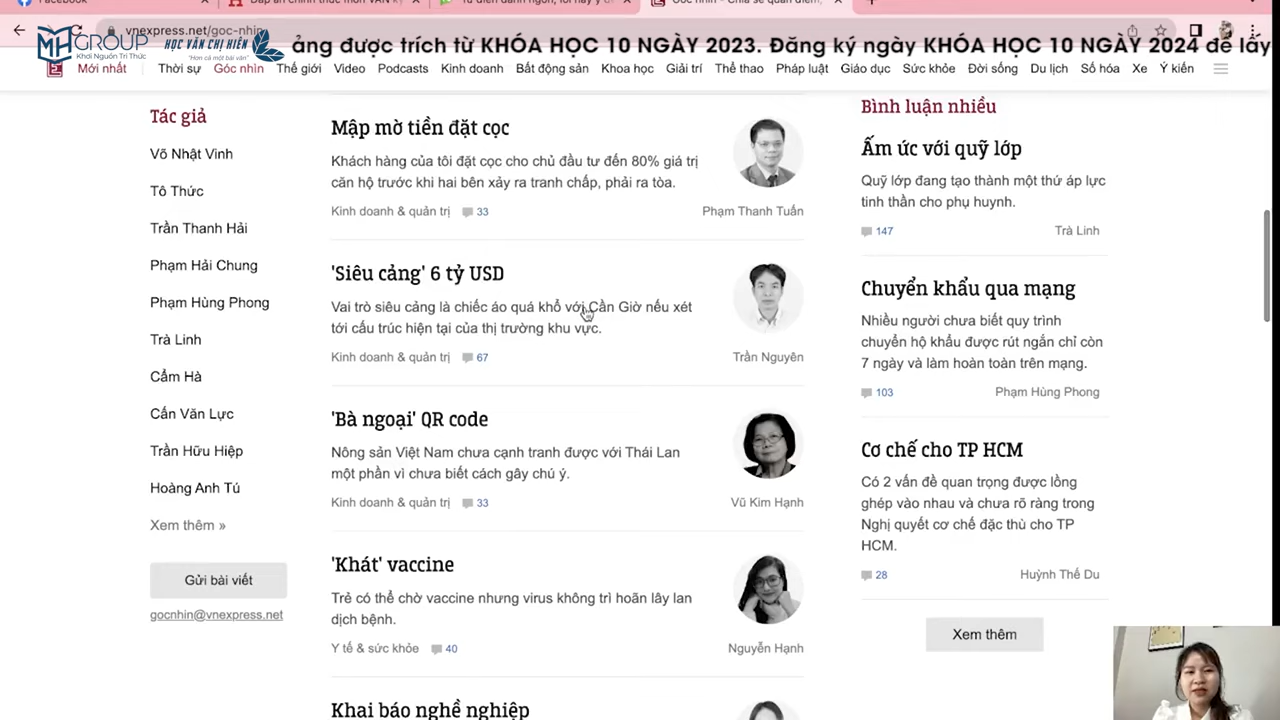 Facebook
vnexpress.net/goc-nhin
MH GROUP
Khơi Nguồn Tri Thức
HỌC VĂN CHỊ HIÊN
"Hơn cả một bài văn"
ảng được trích từ KHÓA HỌC 10 NGÀY 2023. Đăng ký ngày KHÓA HỌC 10 NGÀY 2024 để lấy
Mới nhất Thời sự Góc nhìn Thế giới Video Podcasts Kinh doanh Bất động sản Khoa học Giải trí Thể thao Pháp luật Giáo dục Sức khỏe Đời sống Du lịch Số hóa Xe Ý kiến
Tác giả
Võ Nhật Vinh
Tô Thức
Trần Thanh Hải
Phạm Hải Chung
Phạm Hùng Phong
Trà Linh
Cẩm Hà
Cấn Văn Lực
Trần Hữu Hiệp
Hoàng Anh Tú
Xem thêm »
Gửi bài viết
gocnhin@vnexpress.net
Mập mờ tiền đặt cọc
Khách hàng của tôi đặt cọc cho chủ đầu tư đến 80% giá trị
căn hộ trước khi hai bên xảy ra tranh chấp, phải ra tòa.
Kinh doanh & quản trị 33
Phạm Thanh Tuấn
'Siêu cảng' 6 tỷ USD
Vai trò siêu cảng là chiếc áo quá khổ với Cần Giờ nếu xét
tới cấu trúc hiện tại của thị trường khu vực.
Kinh doanh & quản trị 67
Trần Nguyên
'Bà ngoại' QR code
Nông sản Việt Nam chưa cạnh tranh được với Thái Lan
một phần vì chưa biết cách gây chú ý.
Kinh doanh & quản trị 33
Vũ Kim Hạnh
'Khát' vaccine
Trẻ có thể chờ vaccine nhưng virus không trì hoãn lây lan
dịch bệnh.
Y tế & sức khỏe 40
Nguyễn Hạnh
Khai báo nghề nghiệp
Bình luận nhiều
Ấm ức với quỹ lớp
Quỹ lớp đang tạo thành một thứ áp lực
tinh thần cho phụ huynh.
147
Trà Linh
Chuyển khẩu qua mạng
Nhiều người chưa biết quy trình
chuyển hộ khẩu được rút ngắn chỉ còn
7 ngày và làm hoàn toàn trên mạng.
103
Phạm Hùng Phong
Cơ chế cho TP HCM
Có 2 vấn đề quan trọng được lồng
ghép vào nhau và chưa rõ ràng trong
Nghị quyết cơ chế đặc thù cho TP
HCM.
28
Huỳnh Thế Du
Xem thêm